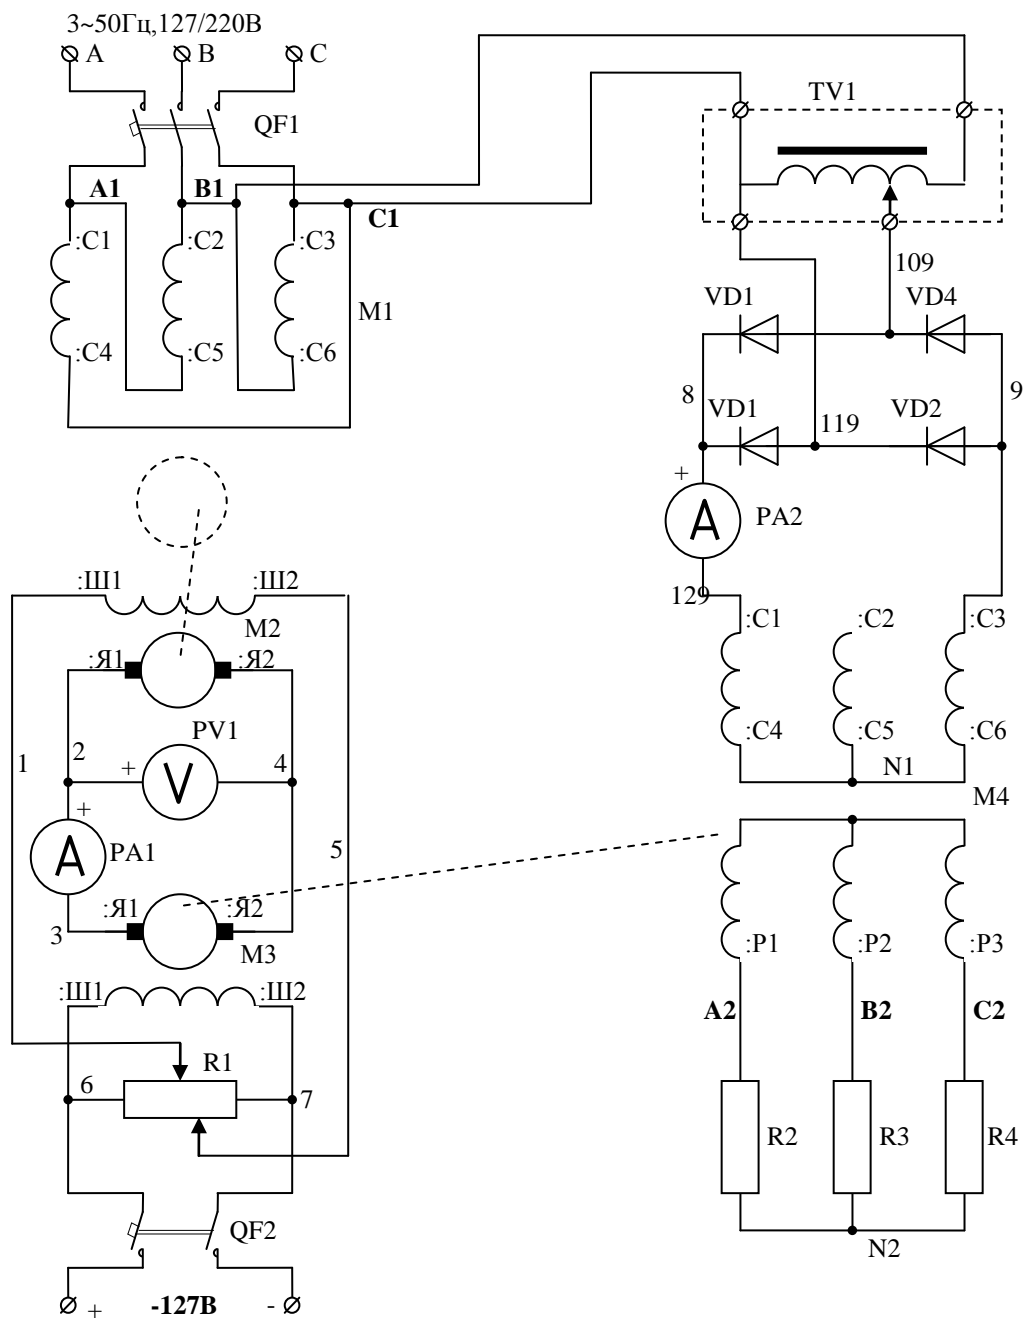 3~50Гц,127/220В
A B C
TV1
QF1
A1 B1 C1
:C1 :C2 :C3
M1
:C4 :C5 :C6
109
VD1 VD4
8 9
VD1 119 VD2
+
A PA2
129
:C1 :C2 :C3
:C4 :C5 :C6
N1
M4
:Ш1 :Ш2
M2
:Я1 :Я2
PV1
1 2 + V 4
+
A PA1 5
3 :Я1 :Я2
M3
:Ш1 :Ш2
R1
6 7
QF2
+ -127В -
:P1 :P2 :P3
A2 B2 C2
R2 R3 R4
N2